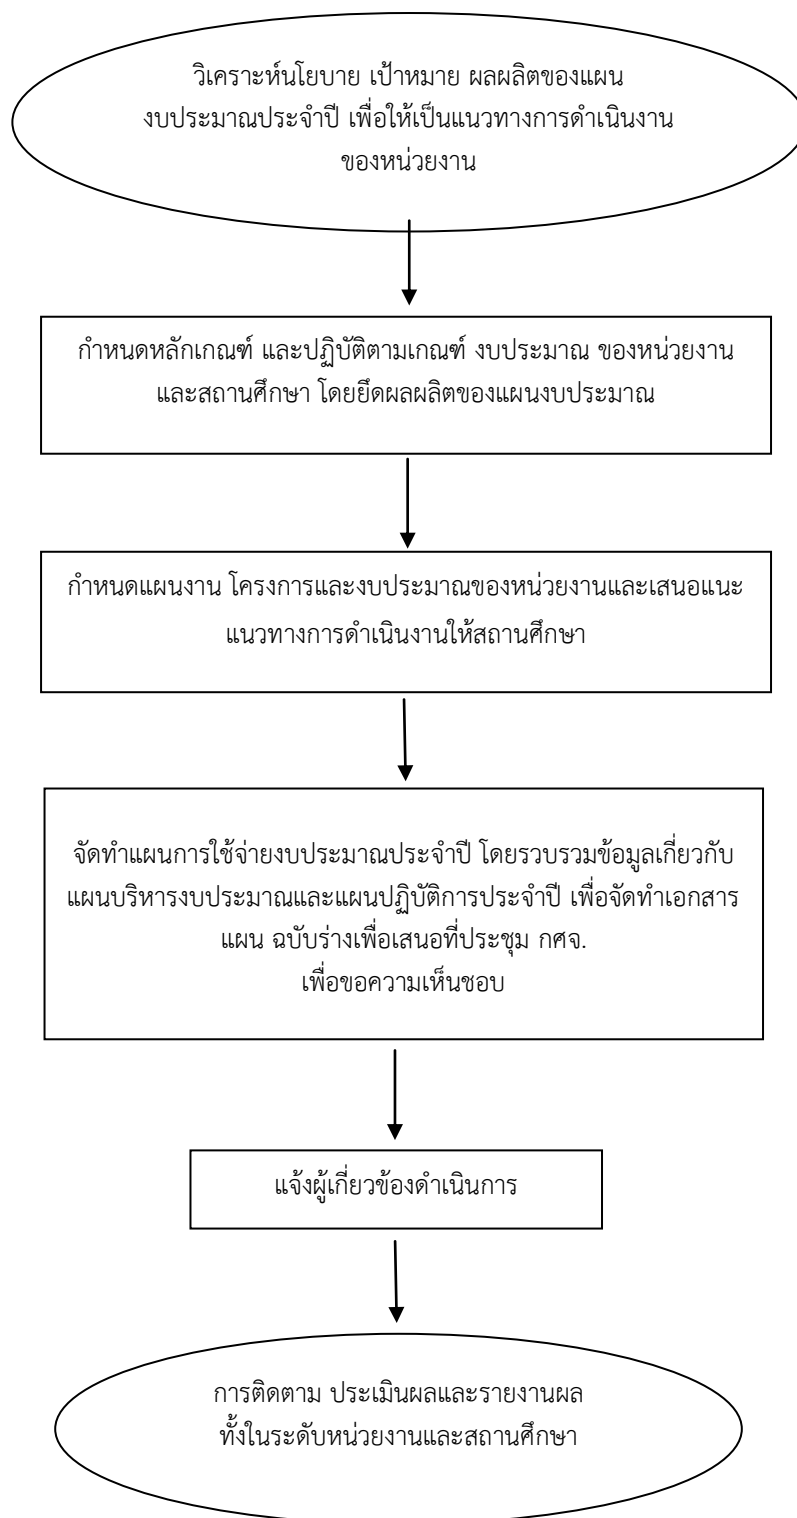 วิเคราะห์นโยบาย เป้าหมาย ผลผลิตของแผน
งบประมาณประจำปี เพื่อให้เป็นแนวทางการดำเนินงาน
ของหน่วยงาน
กำหนดหลักเกณฑ์ และปฏิบัติตามเกณฑ์ งบประมาณ ของหน่วยงาน
และสถานศึกษา โดยยึดผลผลิตของแผนงบประมาณ
กำหนดแผนงาน โครงการและงบประมาณของหน่วยงานและเสนอแนะ
แนวทางการดำเนินงานให้สถานศึกษา
จัดทำแผนการใช้จ่ายงบประมาณประจำปี โดยรวบรวมข้อมูลเกี่ยวกับ
แผนบริหารงบประมาณและแผนปฏิบัติการประจำปี เพื่อจัดทำเอกสาร
แผน ฉบับร่างเพื่อเสนอที่ประชุม กศจ.
เพื่อขอความเห็นชอบ
แจ้งผู้เกี่ยวข้องดำเนินการ
การติดตาม ประเมินผลและรายงานผล
ทั้งในระดับหน่วยงานและสถานศึกษา